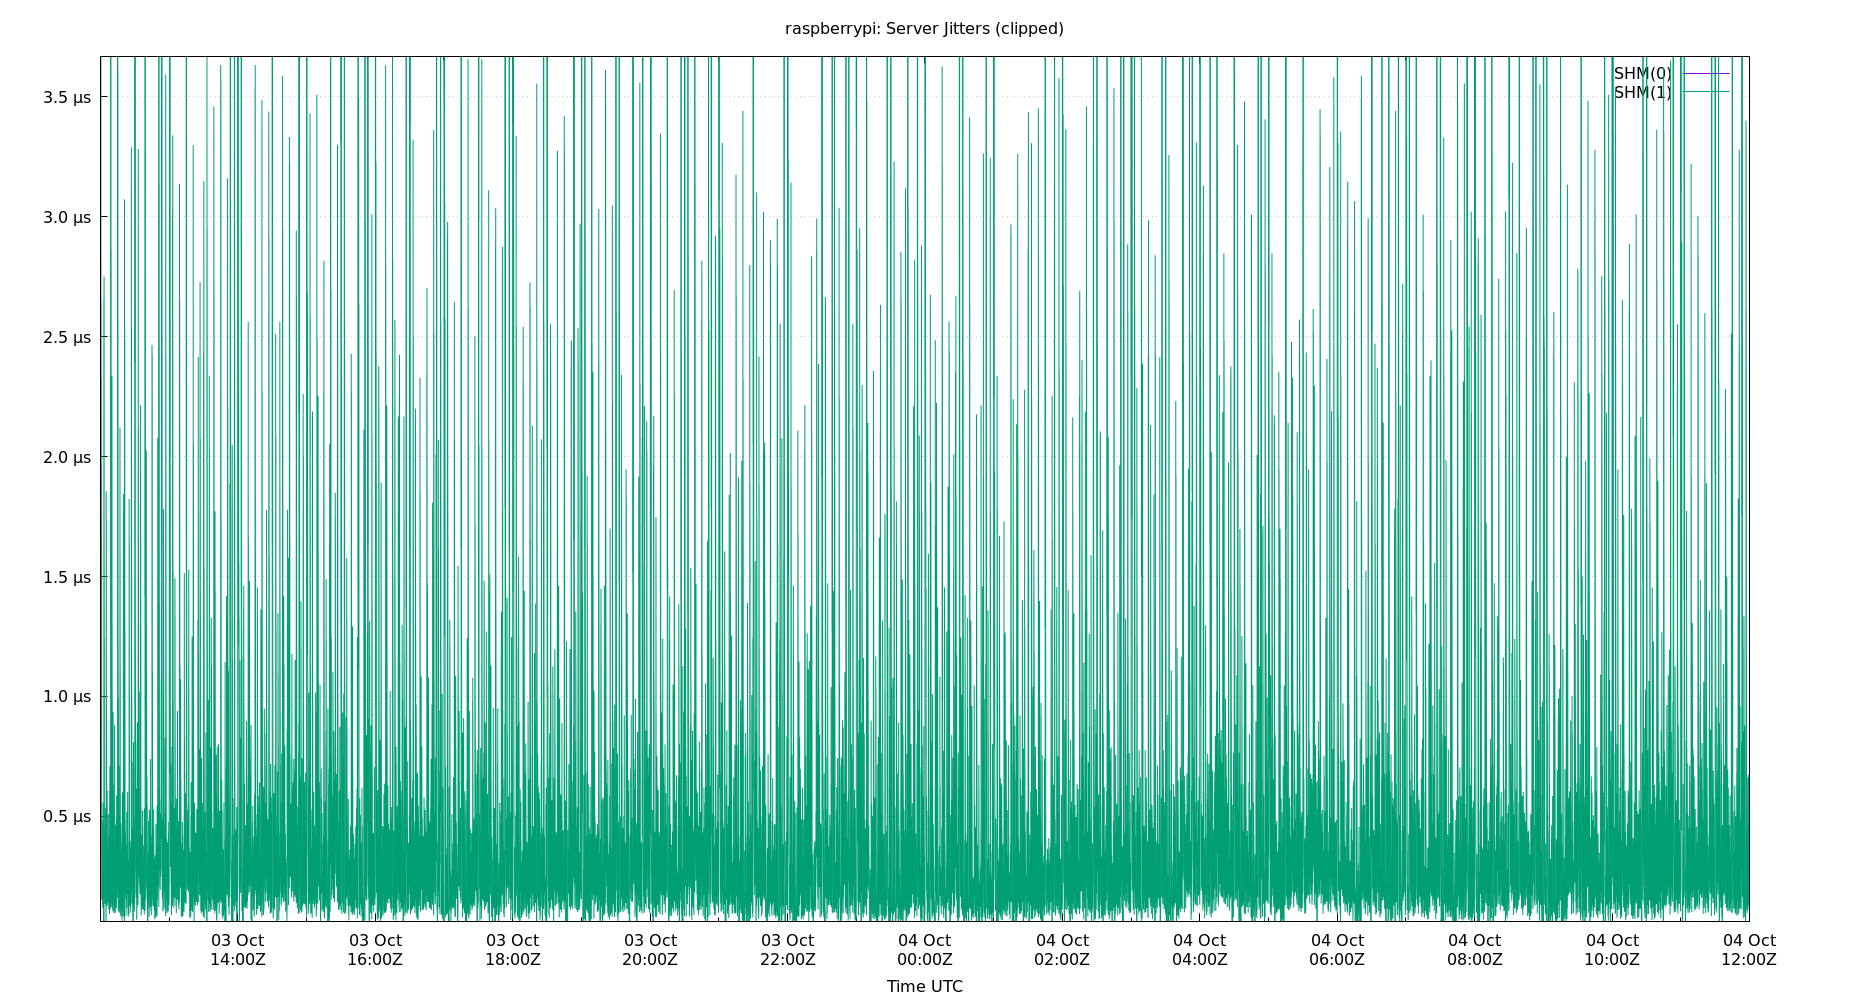 raspberrypi: Server Jitters (clipped)
SHM(0)
SHM(1)
3.5 µs
3.0 µs
2.5 µs
2.0 µs
1.5 µs
1.0 µs
0.5 µs
03 Oct 03 Oct 03 Oct 03 Oct 03 Oct 04 Oct 04 Oct 04 Oct 04 Oct 04 Oct 04 Oct 04 Oct
14:00Z 16:00Z 18:00Z 20:00Z 22:00Z 00:00Z 02:00Z 04:00Z 06:00Z 08:00Z 10:00Z 12:00Z
Time UTC